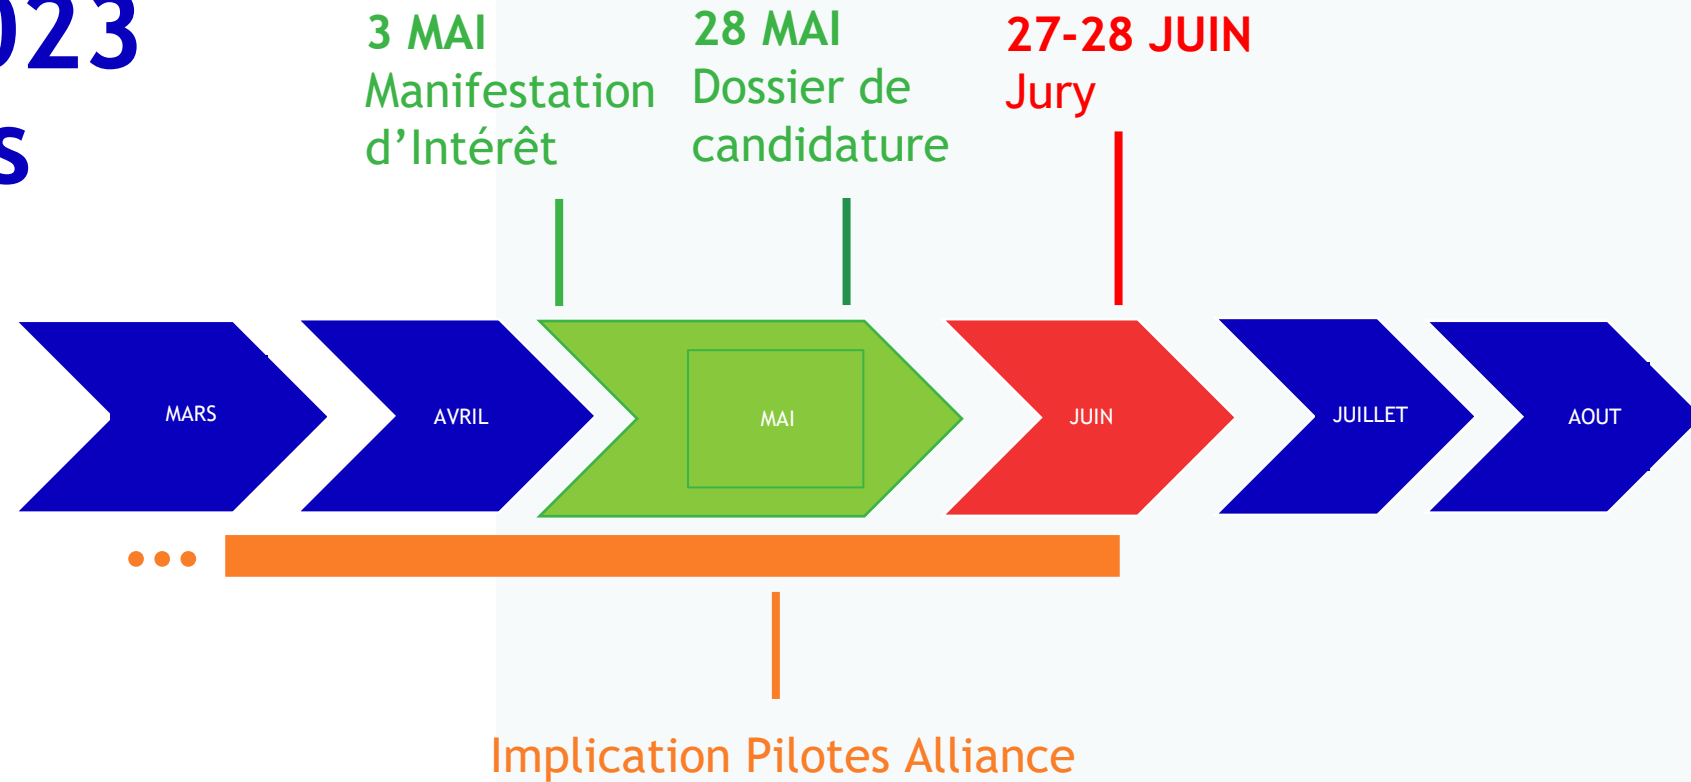 023
s
3 MAI
Manifestation
d’Intérêt
28 MAI
Dossier de
candidature
27-28 JUIN
Jury
MARS
AVRIL
MAI
JUIN
JUILLET
AOUT
Implication Pilotes Alliance